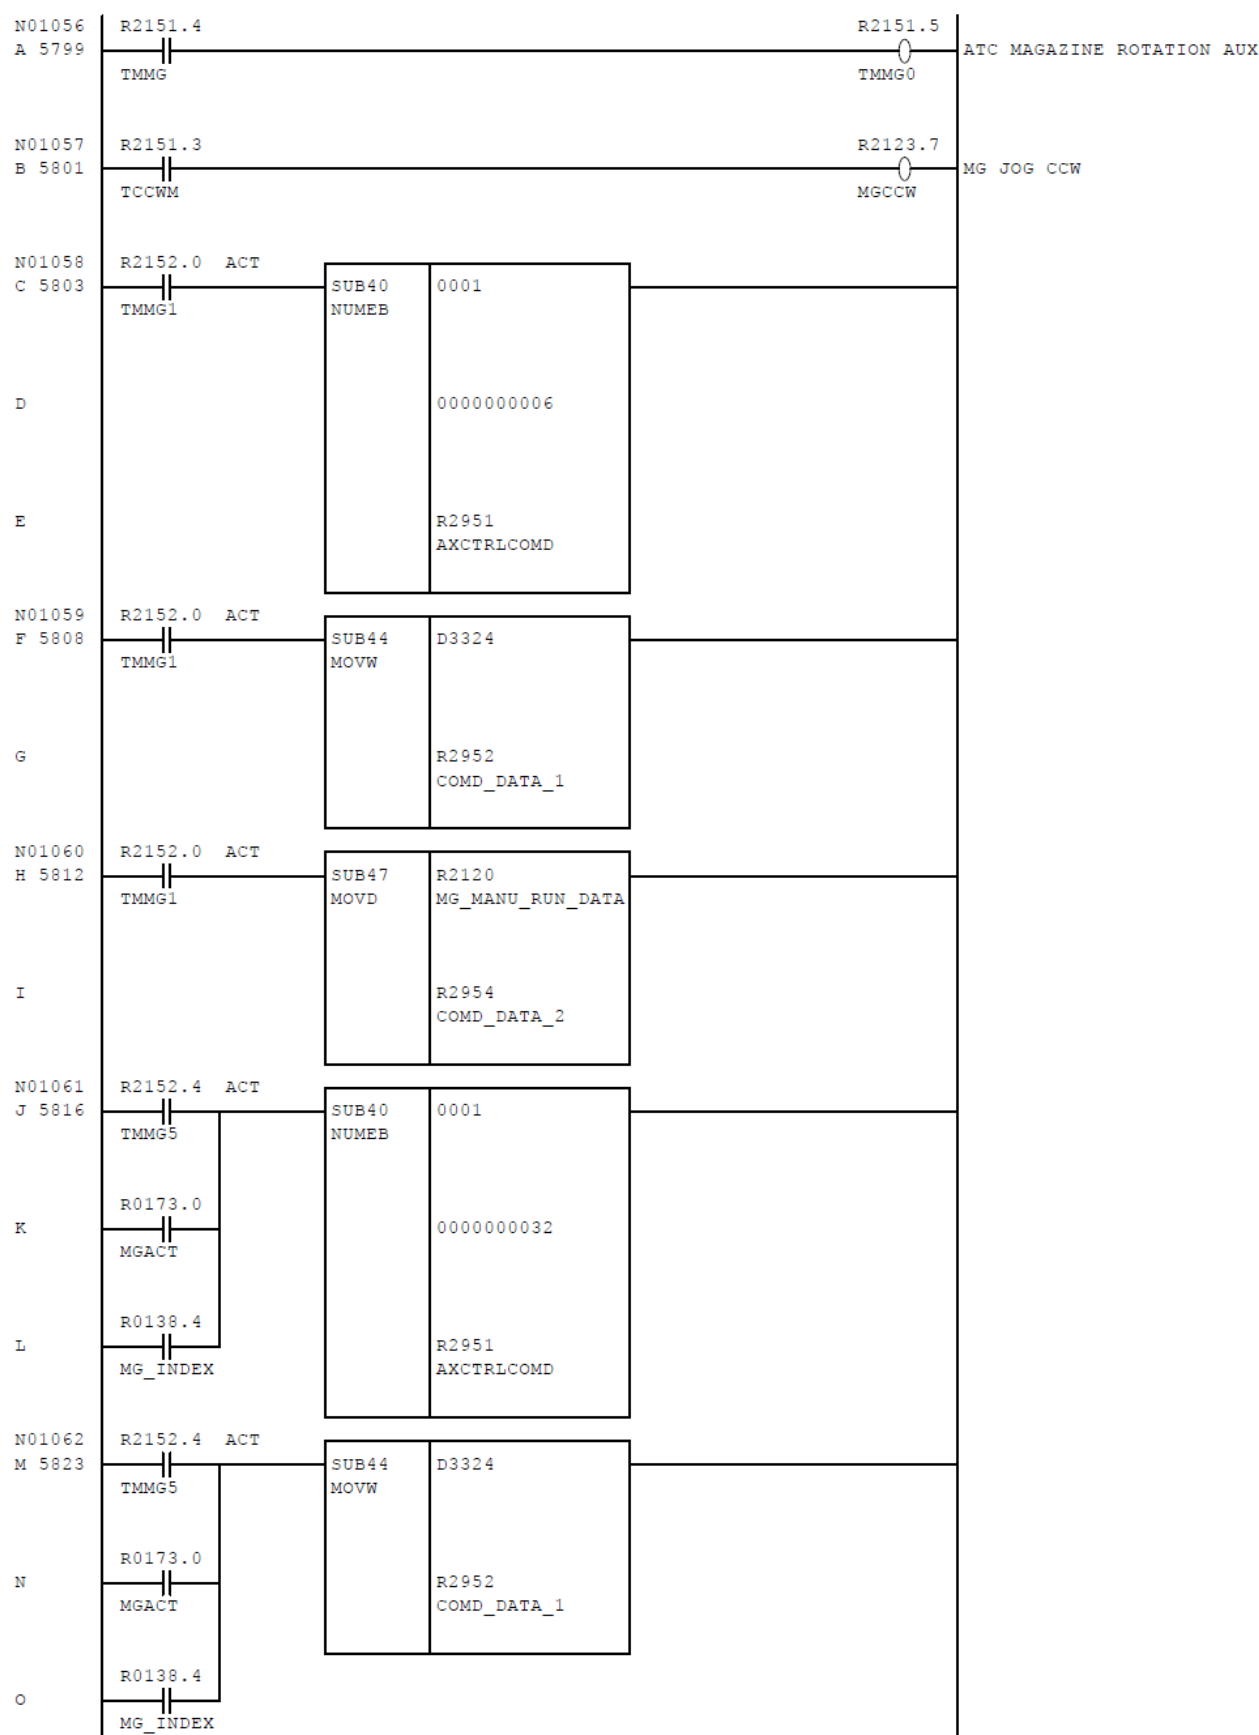 N01056 R2151.4 R2151.5
A 5799 ATC MAGAZINE ROTATION AUX
TMMG TMMG0
N01057 R2151.3 R2123.7
B 5801 MG JOG CCW
TCCWM MGCCW
N01058 R2152.0 ACT
C 5803 SUB40 0001
TMMG1 NUMEB
D 0000000006
E R2951
AXCTRLCOMD
N01059 R2152.0 ACT
F 5808 SUB44 D3324
TMMG1 MOVW
G R2952
COMD_DATA_1
N01060 R2152.0 ACT
H 5812 SUB47 R2120
TMMG1 MOVD MG_MANU_RUN_DATA
I R2954
COMD_DATA_2
N01061 R2152.4 ACT
J 5816 SUB40 0001
TMMG5 NUMEB
R0173.0
K 0000000032
MGACT
R0138.4
L R2951
MG_INDEX AXCTRLCOMD
N01062 R2152.4 ACT
M 5823 SUB44 D3324
TMMG5 MOVW
R0173.0
N R2952
MGACT COMD_DATA_1
R0138.4
O
MG_INDEX